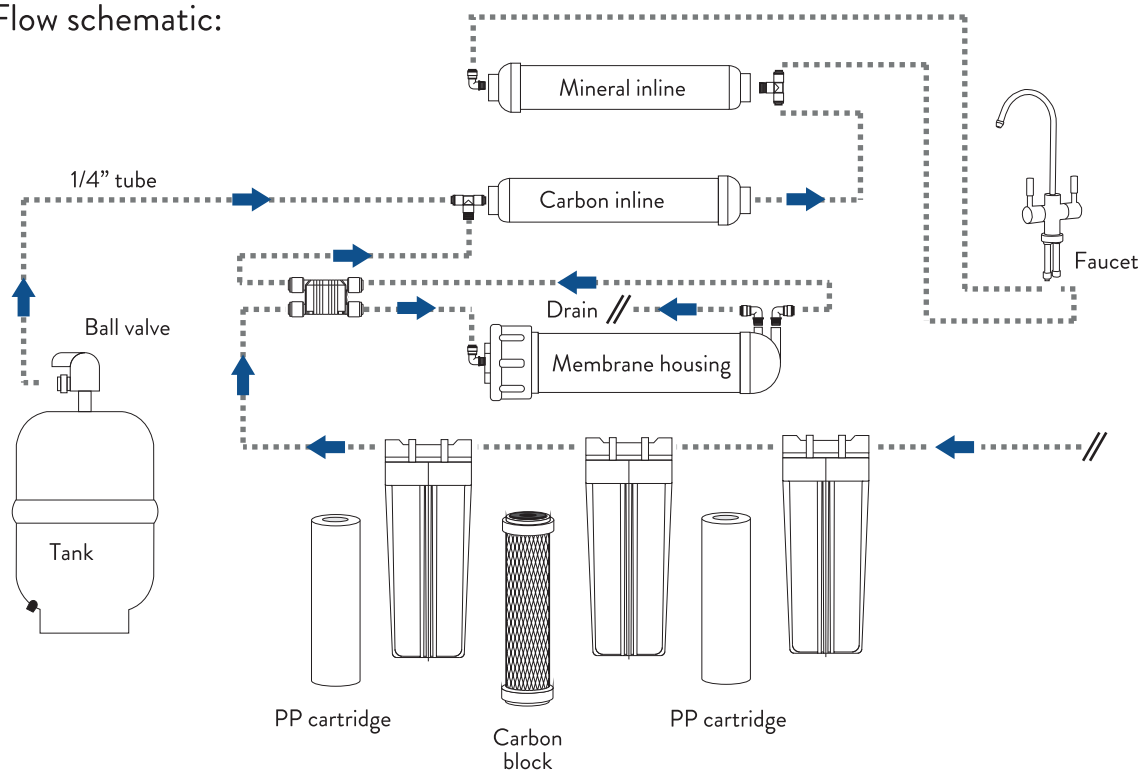 Flow schematic:
Mineral inline
1/4” tube
Carbon inline
Faucet
Drain
Ball valve
Membrane housing
Tank
PP cartridge
PP cartridge
Carbon
block